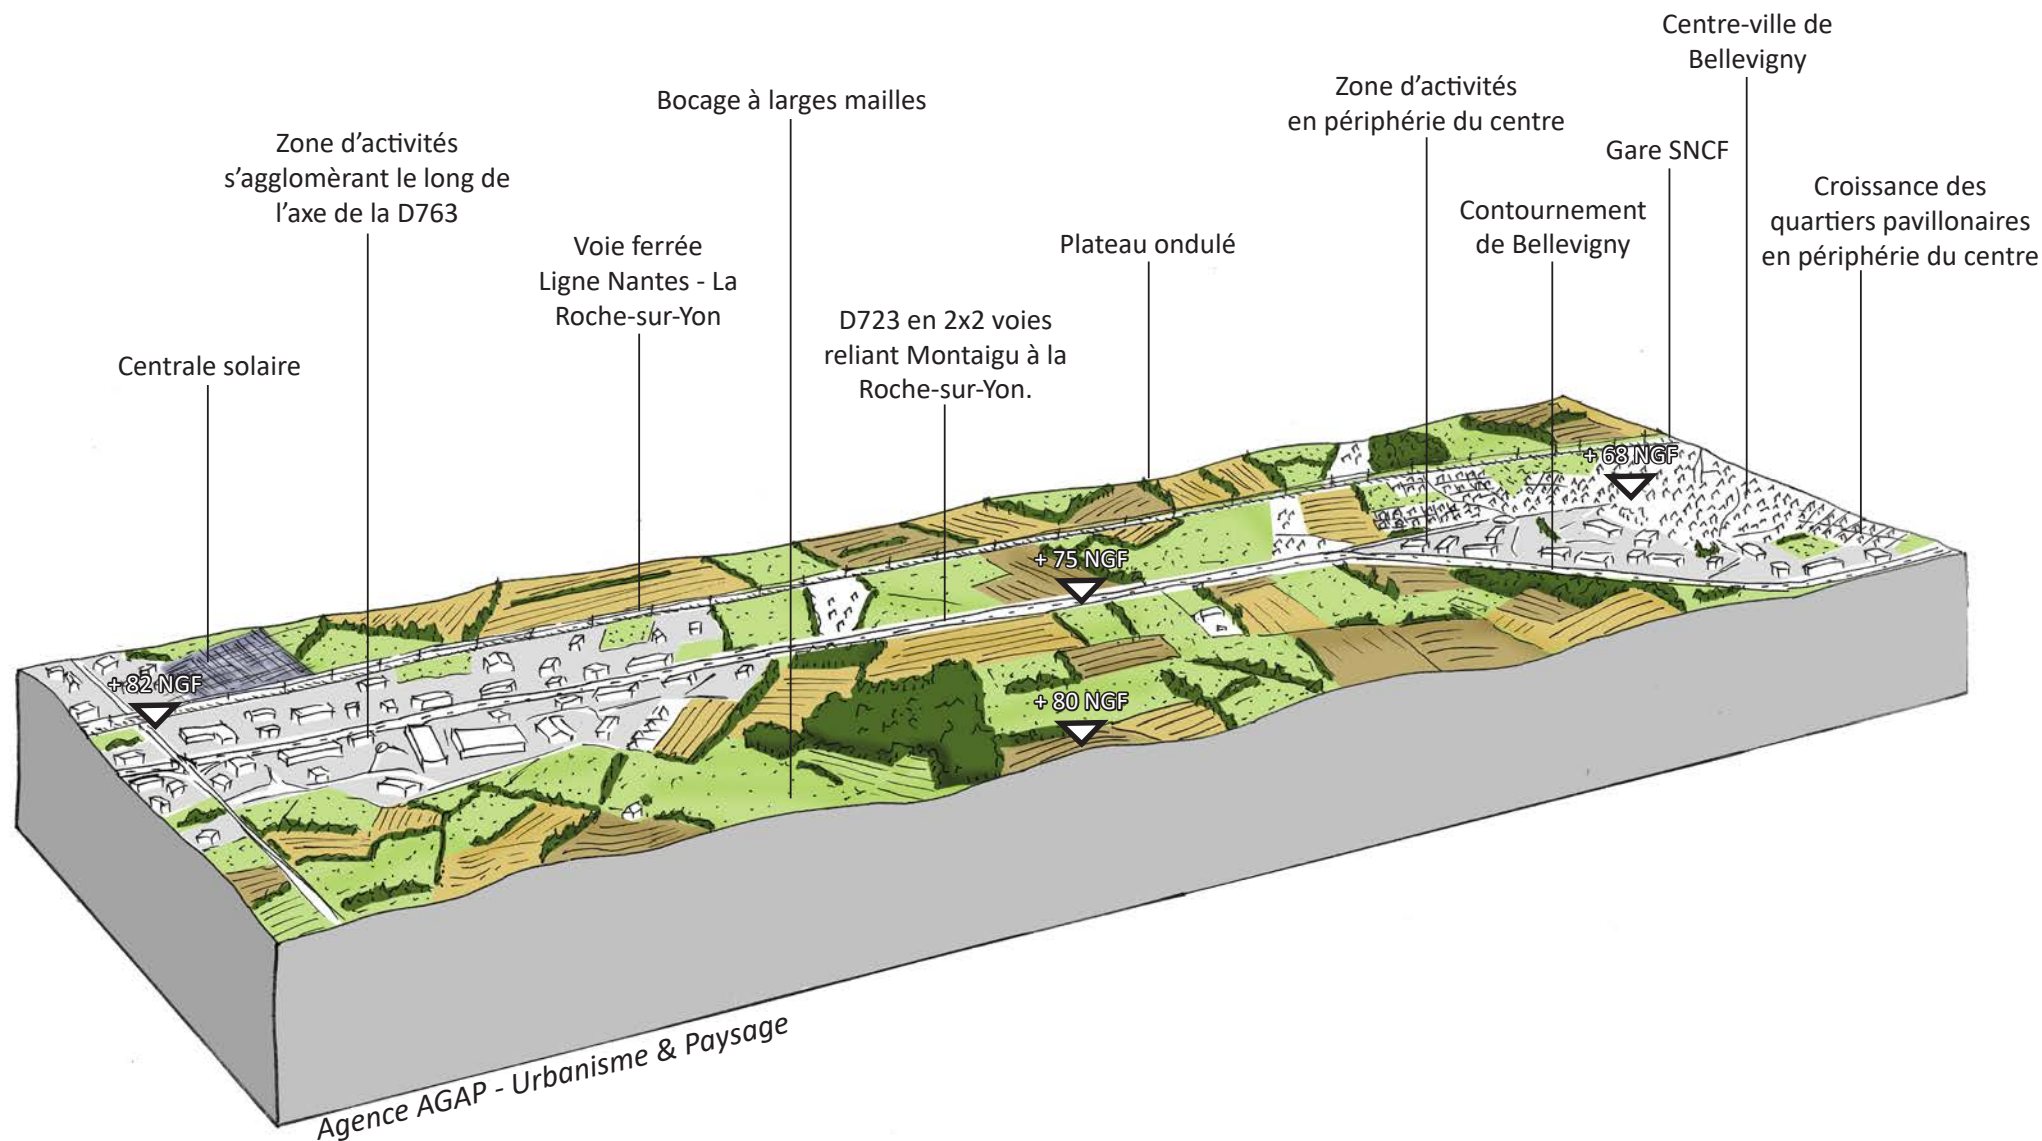 Centre-ville de
Bellevigny
Zone d'activités
en périphérie du centre
Bocage à larges mailles
Zone d'activités
s'agglomèrant le long de
l'axe de la D763
Gare SNCF
Croissance des
quartiers pavillonaires
en périphérie du centre
Contournement
de Bellevigny
Voie ferrée
Ligne Nantes - La
Roche-sur-Yon
Plateau ondulé
D723 en 2x2 voies
reliant Montaigu à la
Roche-sur-Yon.
Centrale solaire
+ 68 NGF
+ 75 NGF
+ 82 NGF
+ 80 NGF
Agence AGAP - Urbanisme & Paysage